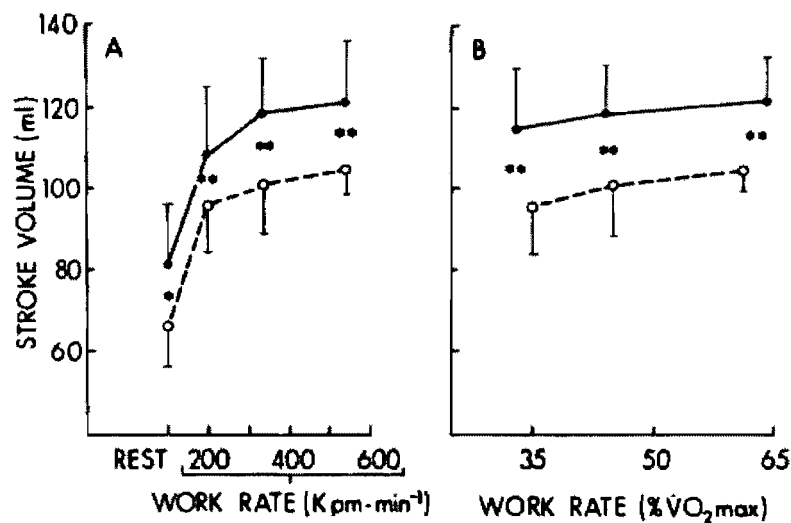 STROKE VOLUME (ml)
140
120
100
80
60
A
**
**
**
*
REST 200 400 600
WORK RATE (Kpm·min⁻¹)
B
**
**
**
35 50 65
WORK RATE (% V̇O₂max)